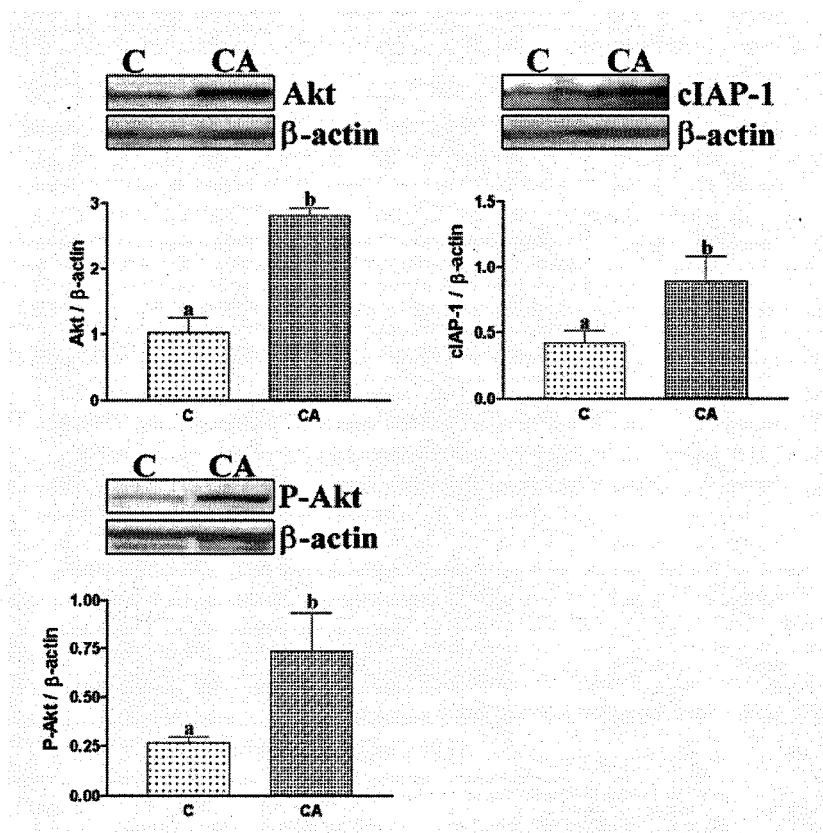 C CA
Akt
β-actin
3
2
1
0
Akt / β-actin
a
b
C CA
C CA
cIAP-1
β-actin
1.5
1.0
0.5
0.0
cIAP-1 / β-actin
a
b
C CA
C CA
P-Akt
β-actin
1.00
0.75
0.50
0.25
0.00
P-Akt / β-actin
a
b
C CA